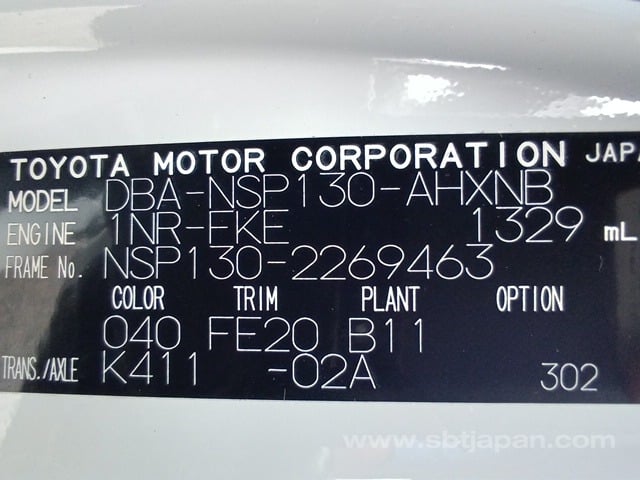 TOYOTA MOTOR CORPORATION JAPA
MODEL DBA-NSP130-AHXNB
ENGINE 1NR-FKE 1329 mL
FRAME No. NSP130-2269463
COLOR TRIM PLANT OPTION
040 FE20 B11
TRANS./AXLE K411 -02A 302
www.sbtjapan.com